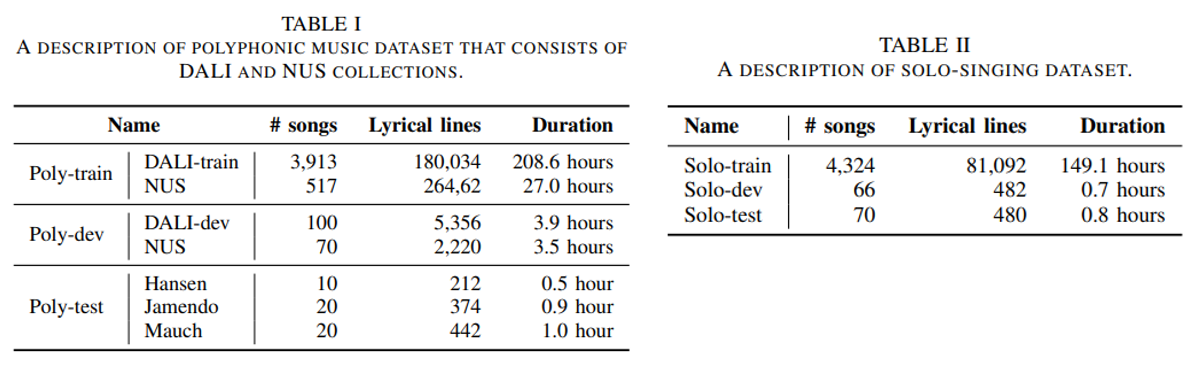 TABLE I
A DESCRIPTION OF POLYPHONIC MUSIC DATASET THAT CONSISTS OF
DALI AND NUS COLLECTIONS.
Name # songs Lyrical lines Duration
Poly-train DALI-train 3,913 180,034 208.6 hours
NUS 517 264,62 27.0 hours
Poly-dev DALI-dev 100 5,356 3.9 hours
NUS 70 2,220 3.5 hours
Hansen 10 212 0.5 hour
Poly-test Jamendo 20 374 0.9 hour
Mauch 20 442 1.0 hour
TABLE II
A DESCRIPTION OF SOLO-SINGING DATASET.
Name # songs Lyrical lines Duration
Solo-train 4,324 81,092 149.1 hours
Solo-dev 66 482 0.7 hours
Solo-test 70 480 0.8 hours